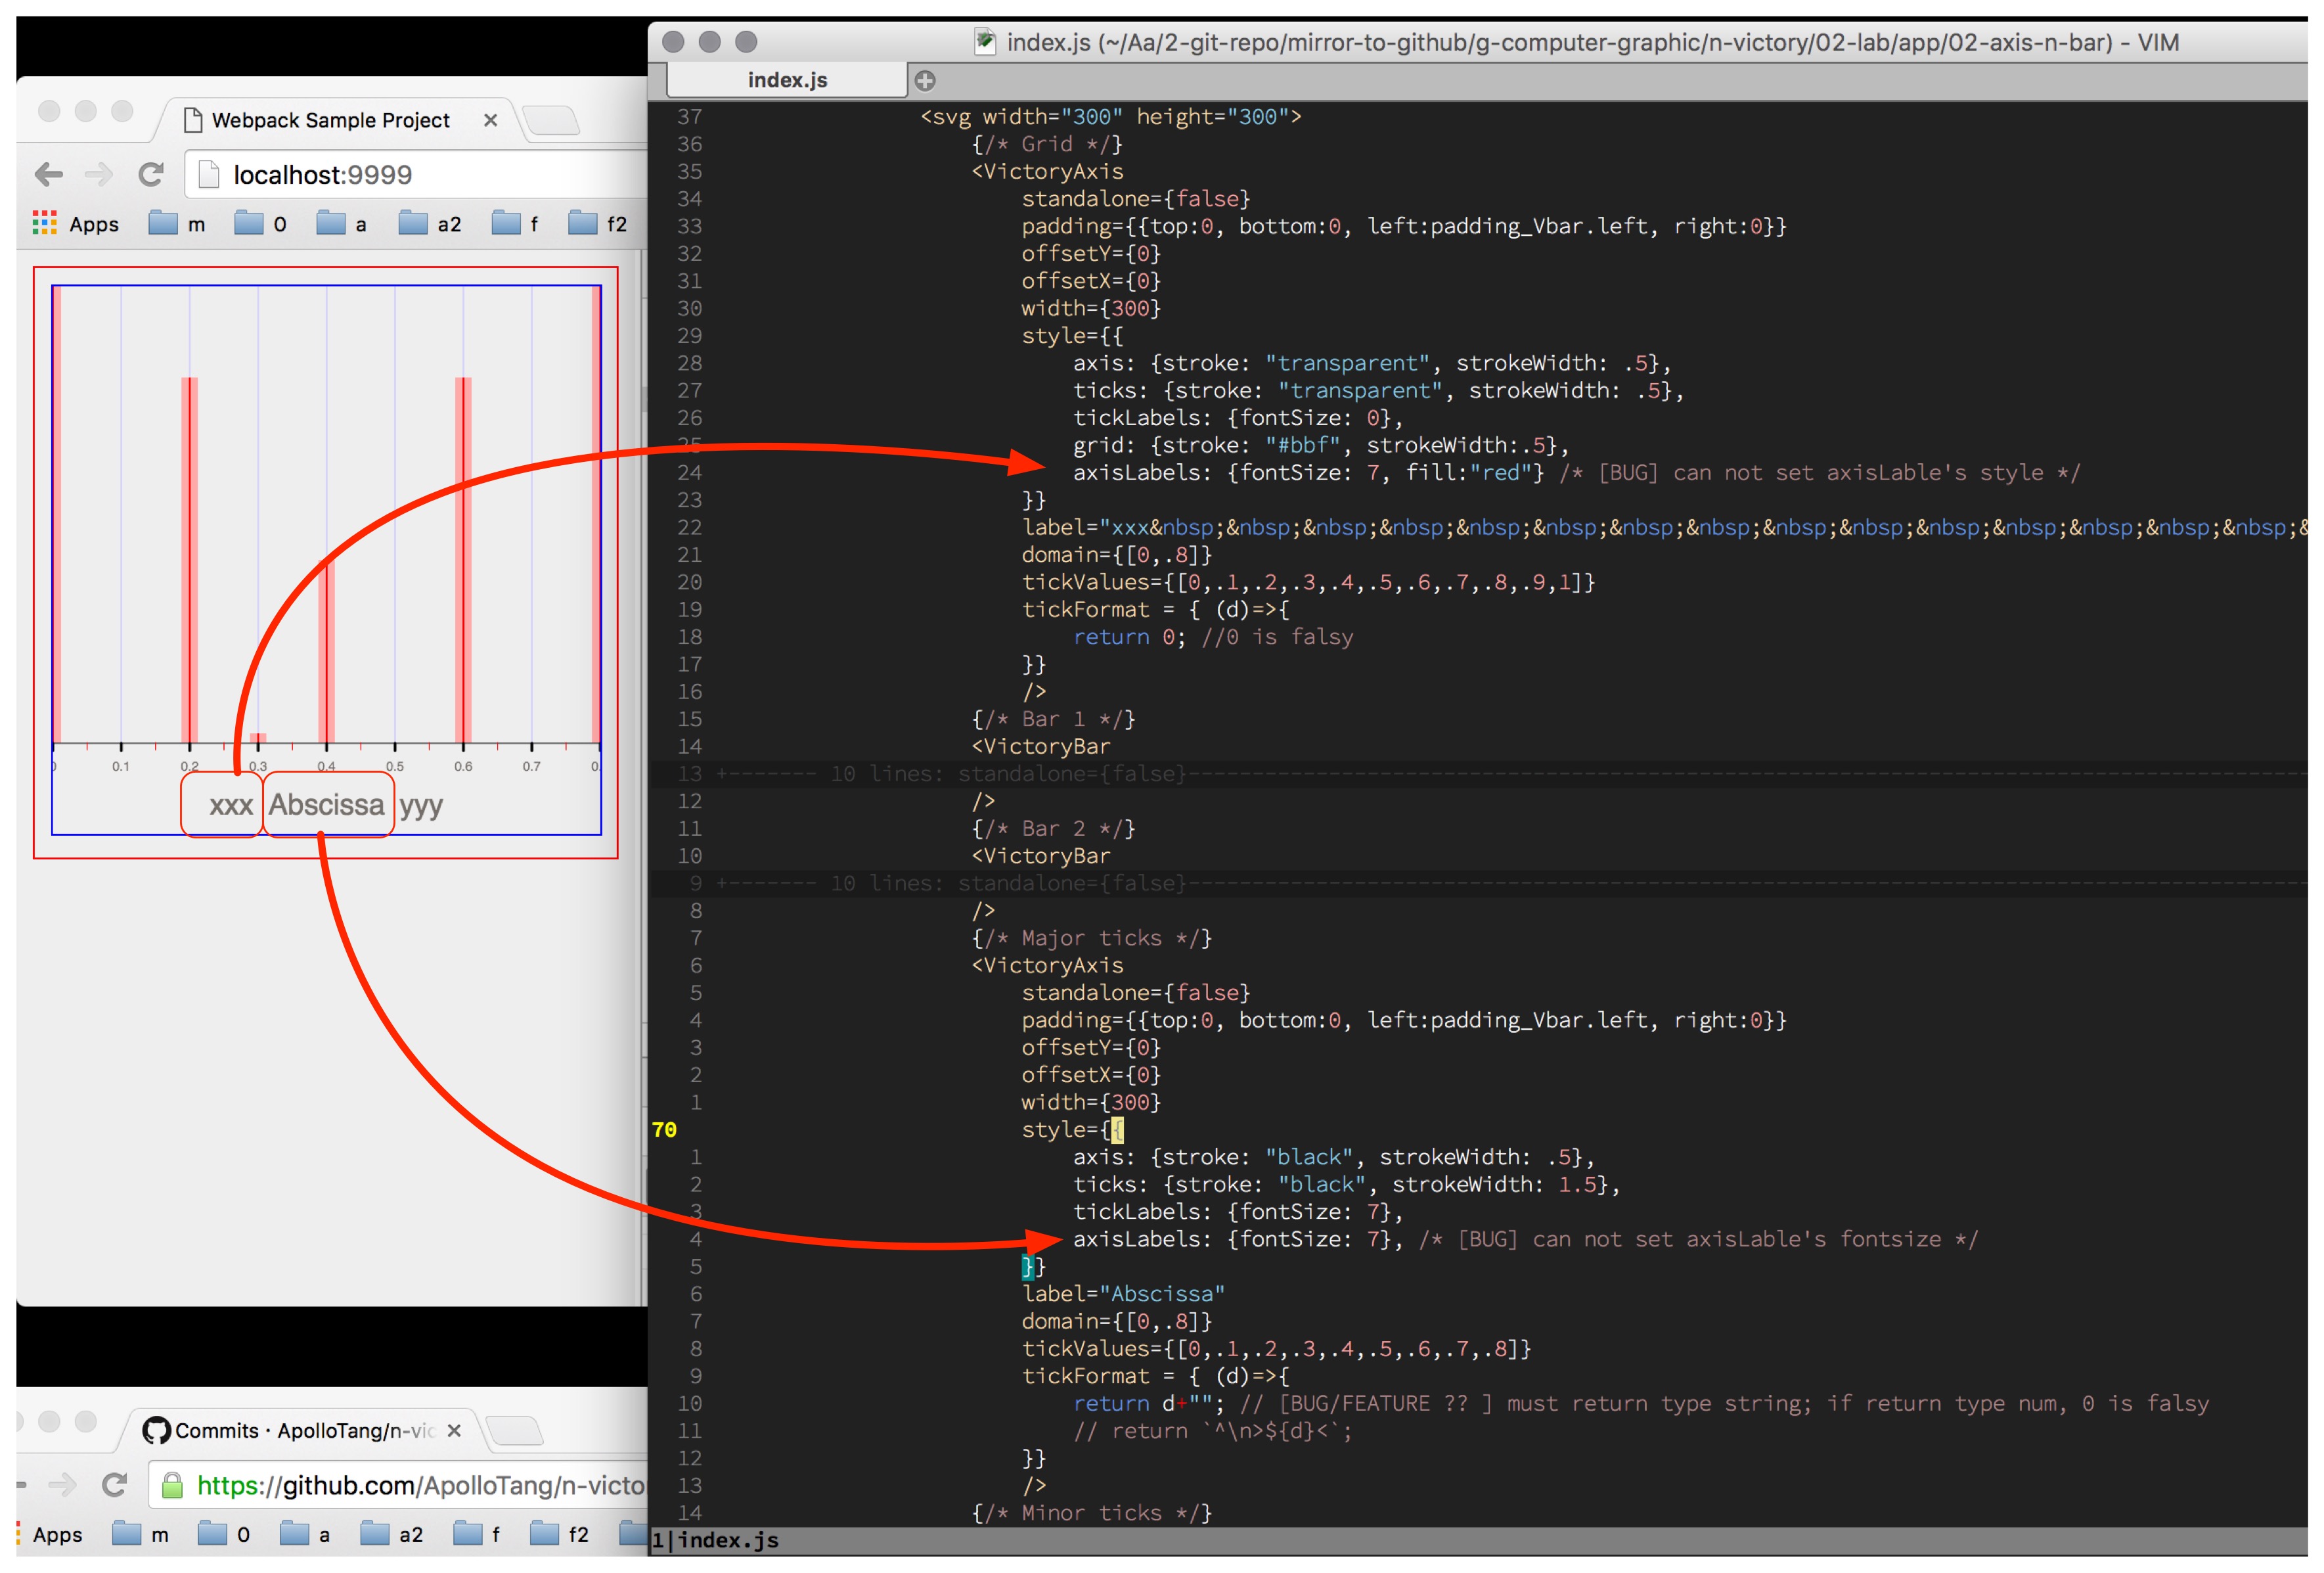 Webpack Sample Project
localhost:9999
Apps m 0 a a2 f f2
0.1 0.2 0.3 0.4 0.5 0.6 0.7
xxx Abscissa yyy
Commits · ApolloTang/n-vic
https://github.com/ApolloTang/n-victo
Apps m 0 a a2 f f2
index.js (~/Aa/2-git-repo/mirror-to-github/g-computer-graphic/n-victory/02-lab/app/02-axis-n-bar) - VIM
index.js
37 <svg width="300" height="300">
36 {/* Grid */}
35 <VictoryAxis
34 standalone={false}
33 padding={{top:0, bottom:0, left:padding_Vbar.left, right:0}}
32 offsetY={0}
31 offsetX={0}
30 width={300}
29 style={{
28 axis: {stroke: "transparent", strokeWidth: .5},
27 ticks: {stroke: "transparent", strokeWidth: .5},
26 tickLabels: {fontSize: 0},
25 grid: {stroke: "#bbf", strokeWidth:.5},
24 axisLabels: {fontSize: 7, fill:"red"} /* [BUG] can not set axisLable's style */
23 }}
22 label="xxx&nbsp;&nbsp;&nbsp;&nbsp;&nbsp;&nbsp;&nbsp;&nbsp;&nbsp;&nbsp;&nbsp;&nbsp;&nbsp;&nbsp;&nbsp;&
21 domain={[0,.8]}
20 tickValues={[0,.1,.2,.3,.4,.5,.6,.7,.8,.9,1]}
19 tickFormat = { (d)=>{
18 return 0; //0 is falsy
17 }}
16 />
15 {/* Bar 1 */}
14 <VictoryBar
13 +------- 10 lines: standalone={false}---------------------------------------------------------------------------------------
12 />
11 {/* Bar 2 */}
10 <VictoryBar
9 +------- 10 lines: standalone={false}---------------------------------------------------------------------------------------
8 />
7 {/* Major ticks */}
6 <VictoryAxis
5 standalone={false}
4 padding={{top:0, bottom:0, left:padding_Vbar.left, right:0}}
3 offsetY={0}
2 offsetX={0}
1 width={300}
70 style={{
1 axis: {stroke: "black", strokeWidth: .5},
2 ticks: {stroke: "black", strokeWidth: 1.5},
3 tickLabels: {fontSize: 7},
4 axisLabels: {fontSize: 7}, /* [BUG] can not set axisLable's fontsize */
5 }}
6 label="Abscissa"
7 domain={[0,.8]}
8 tickValues={[0,.1,.2,.3,.4,.5,.6,.7,.8]}
9 tickFormat = { (d)=>{
10 return d+""; // [BUG/FEATURE ?? ] must return type string; if return type num, 0 is falsy
11 // return `^\n>${d}<`;
12 }}
13 />
14 {/* Minor ticks */}
1|index.js